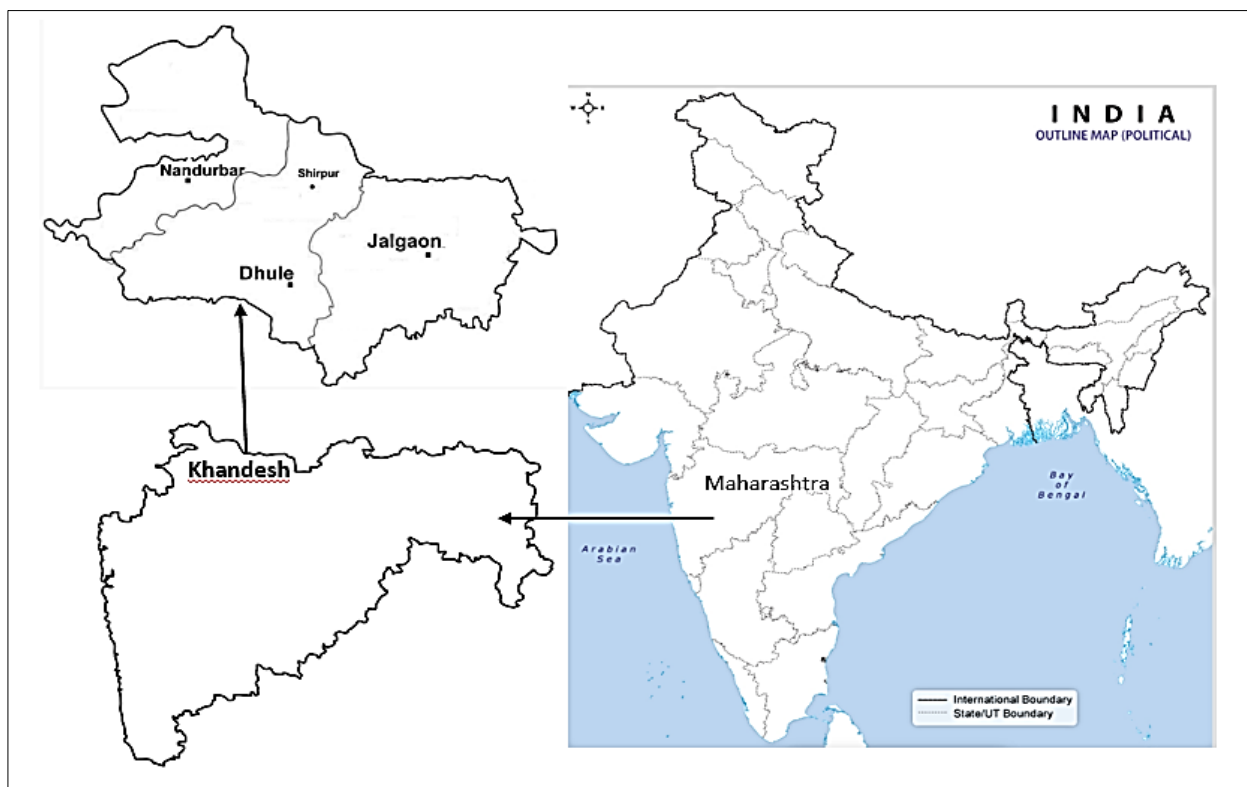 Nandurbar
Shirpur
Jalgaon
Dhule
Khandesh
N
W E
S
I N D I A
OUTLINE MAP (POLITICAL)
Maharashtra
Arabian
Sea
Bay
of
Bengal
International Boundary
State/UT Boundary